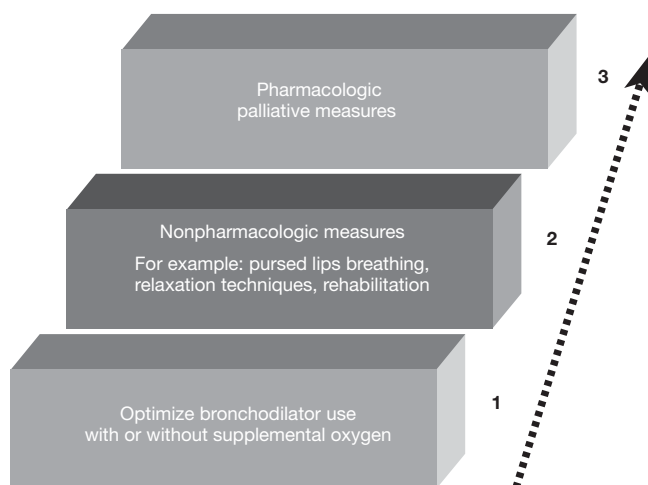 Pharmacologic
palliative measures
3
Nonpharmacologic measures
For example: pursed lips breathing,
relaxation techniques, rehabilitation
2
Optimize bronchodilator use
with or without supplemental oxygen
1